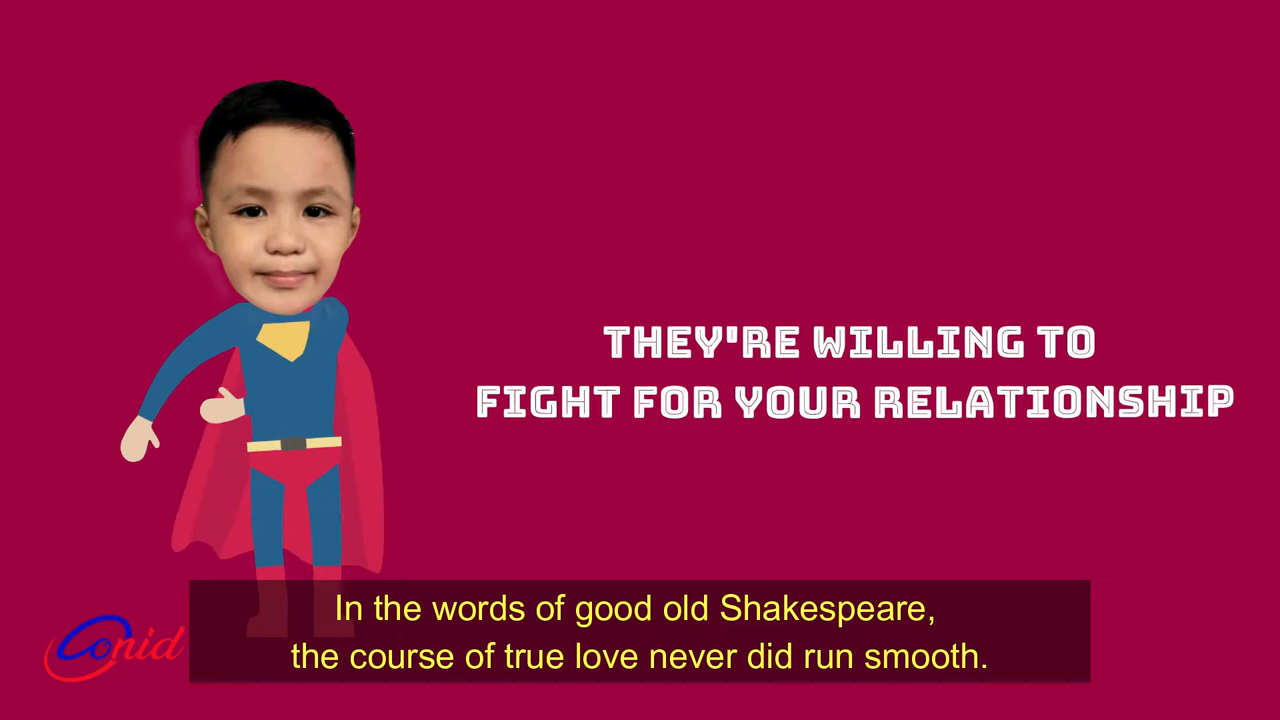 THEY'RE WILLING TO
FIGHT FOR YOUR RELATIONSHIP
In the words of good old Shakespeare,
the course of true love never did run smooth.
Conid